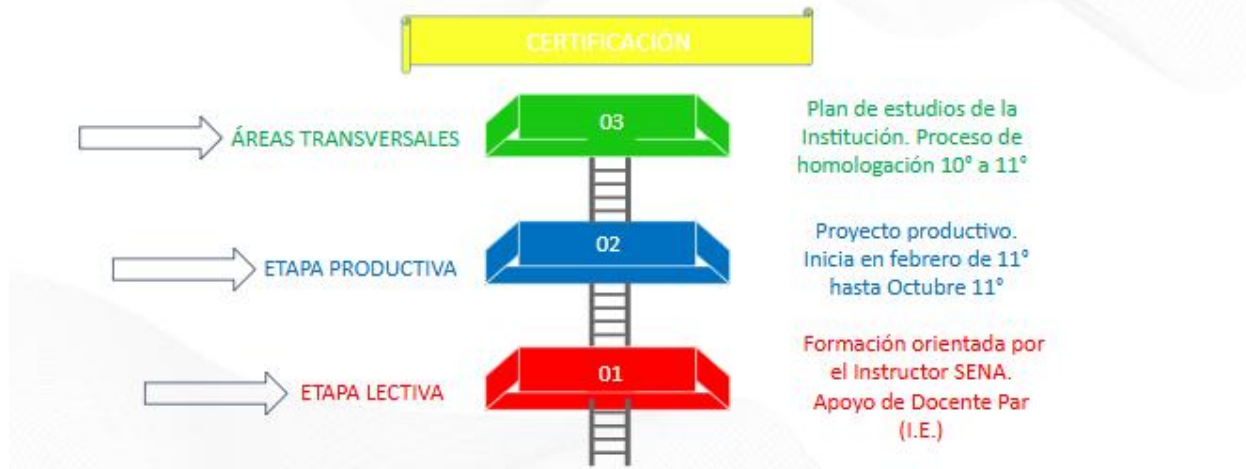 CERTIFICACIÓN
ÁREAS TRANSVERSALES
03
Plan de estudios de la
Institución. Proceso de
homologación 10° a 11°
ETAPA PRODUCTIVA
02
Proyecto productivo.
Inicia en febrero de 11°
hasta Octubre 11°
ETAPA LECTIVA
01
Formación orientada por
el Instructor SENA.
Apoyo de Docente Par
(I.E.)